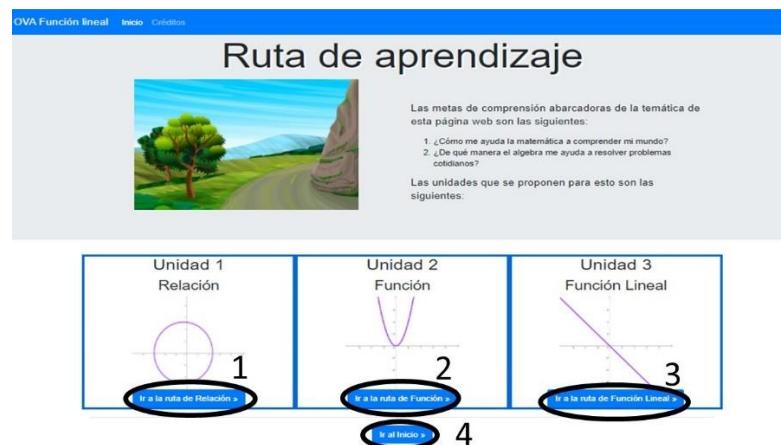 OVA Función lineal Inicio Créditos
Ruta de aprendizaje
Las metas de comprensión abarcadoras de la temática de
esta página web son las siguientes:
1. ¿Cómo me ayuda la matemática a comprender mi mundo?
2. ¿De qué manera el algebra me ayuda a resolver problemas
cotidianos?
Las unidades que se proponen para esto son las
siguientes:
Unidad 1
Relación
1
Ir a la ruta de Relación »
Unidad 2
Función
2
Ir a la ruta de Función »
Unidad 3
Función Lineal
3
Ir a la ruta de Función Lineal »
Ir al Inicio » 4